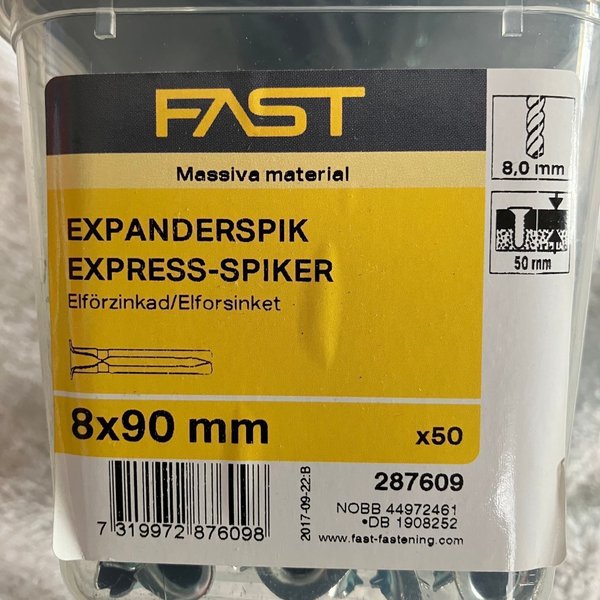 FAST
Massiva material
8,0 mm
EXPANDERSPIK
EXPRESS-SPIKER
Elförzinkad/Elforsinket
50 mm
8x90 mm
x50
7 319972 876098
2017-09-22:B
287609
NOBB 44972461
•DB 1908252
www.fast-fastening.com